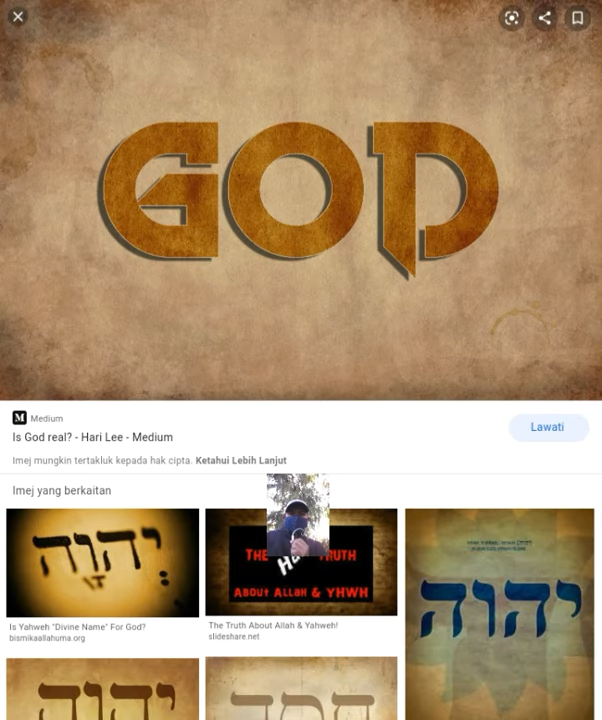 GOD
M Medium
Is God real? - Hari Lee - Medium
Lawati
Imej mungkin tertakluk kepada hak cipta. Ketahui Lebih Lanjut
Imej yang berkaitan
יהוה
THE TRUTH
ABOUT ALLAH & YHWH
יהוה
Is Yahweh "Divine Name" For God?
bismikaallahuma.org
The Truth About Allah & Yahweh!
slideshare.net
יהוה